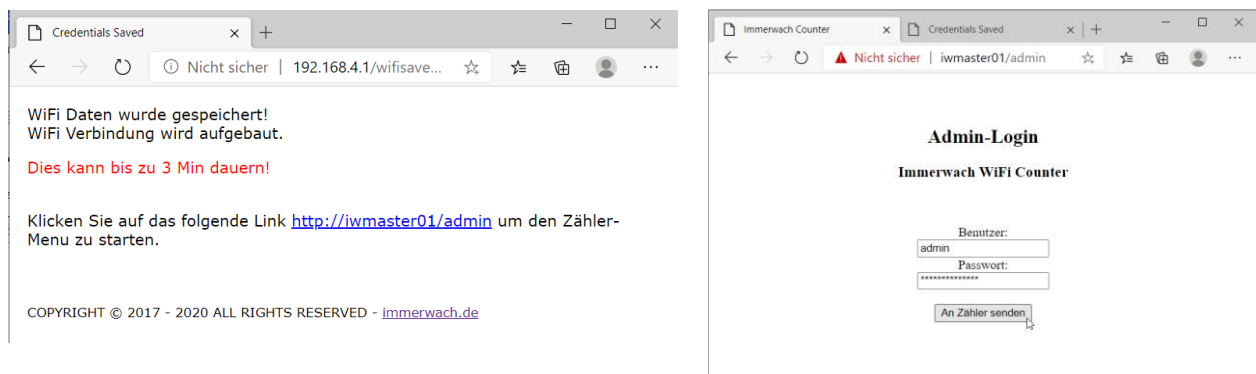 Credentials Saved
Nicht sicher | 192.168.4.1/wifisave...
WiFi Daten wurde gespeichert!
WiFi Verbindung wird aufgebaut.
Dies kann bis zu 3 Min dauern!
Klicken Sie auf das folgende Link http://iwmaster01/admin um den Zähler-
Menu zu starten.
COPYRIGHT © 2017 - 2020 ALL RIGHTS RESERVED - immerwach.de
Immerwach Counter
Credentials Saved
Nicht sicher | iwmaster01/admin
Admin-Login
Immerwach WiFi Counter
Benutzer:
admin
Passwort:
**************
An Zähler senden